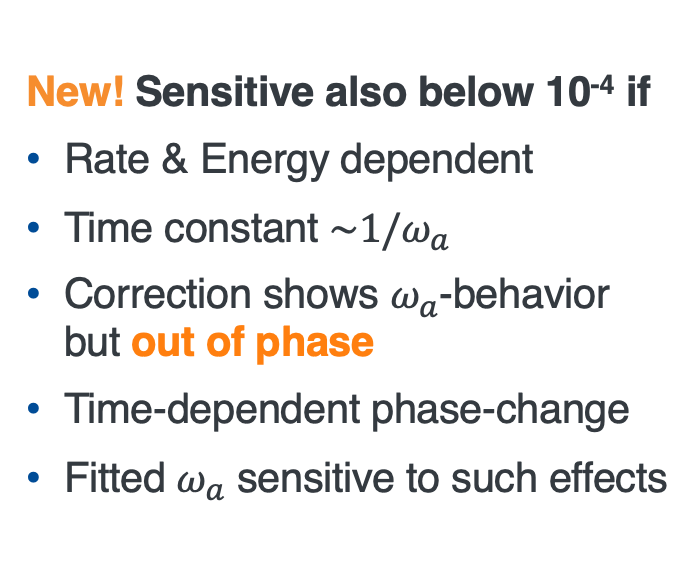 New! Sensitive also below 10⁻⁴ if
• Rate & Energy dependent
• Time constant ~1/𝜔ₐ
• Correction shows 𝜔ₐ-behavior
but out of phase
• Time-dependent phase-change
• Fitted 𝜔ₐ sensitive to such effects